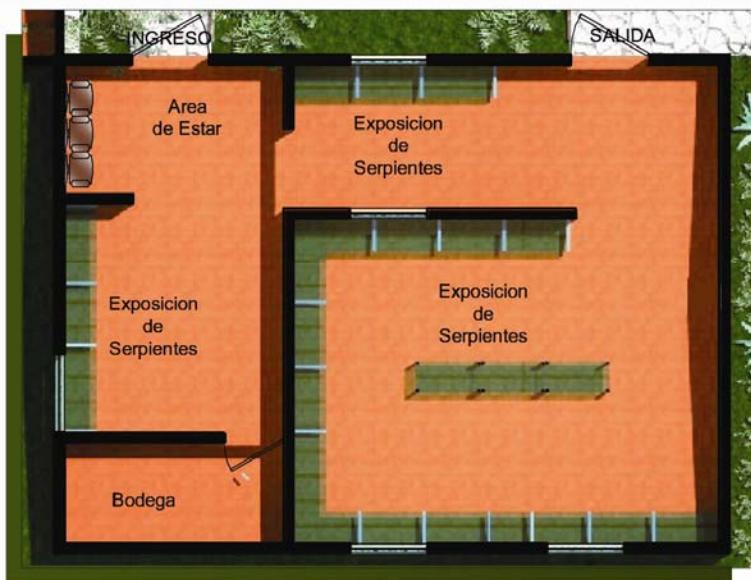 INGRESO
SALIDA
Area
de Estar
Exposicion
de
Serpientes
Exposicion
de
Serpientes
Exposicion
de
Serpientes
Bodega